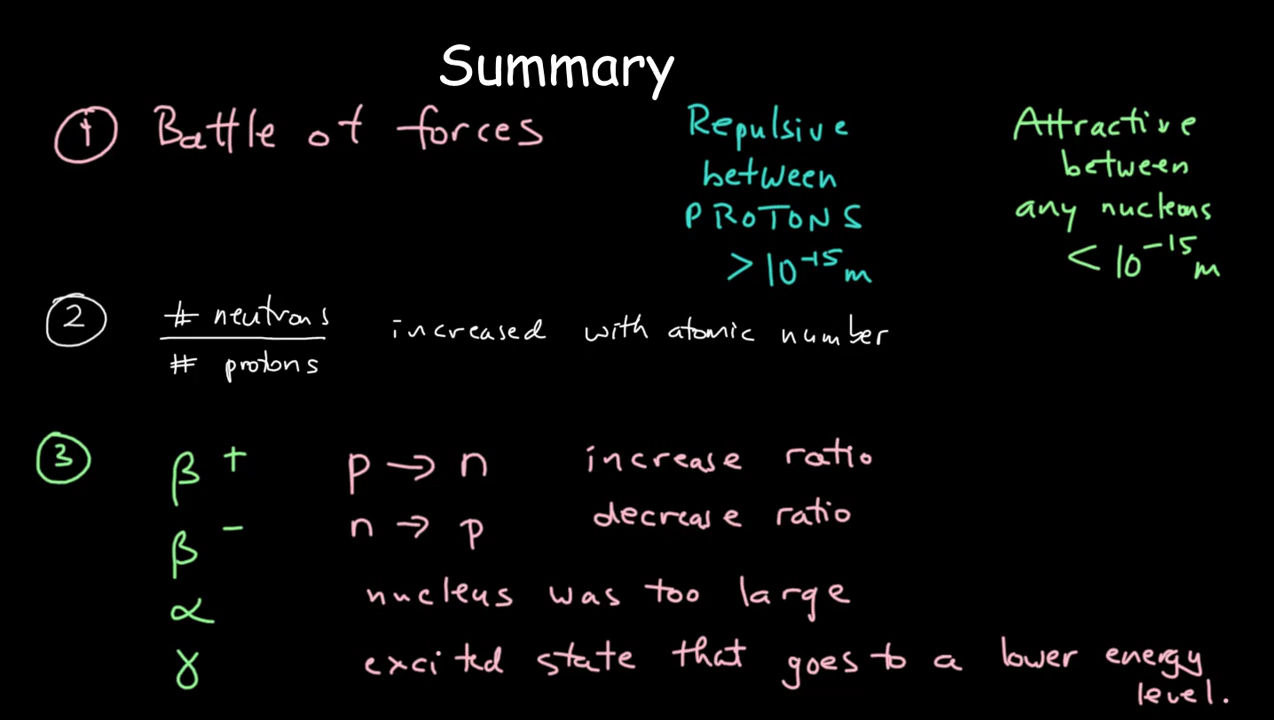 Summary
① Battle of forces
Repulsive
between
PROTONS
> 10⁻¹⁵ m
Attractive
between
any nucleons
< 10⁻¹⁵ m
② # neutrons
# protons
increased with atomic number
③ β⁺ p → n increase ratio
β⁻ n → p decrease ratio
α nucleus was too large
γ excited state that goes to a lower energy
level.